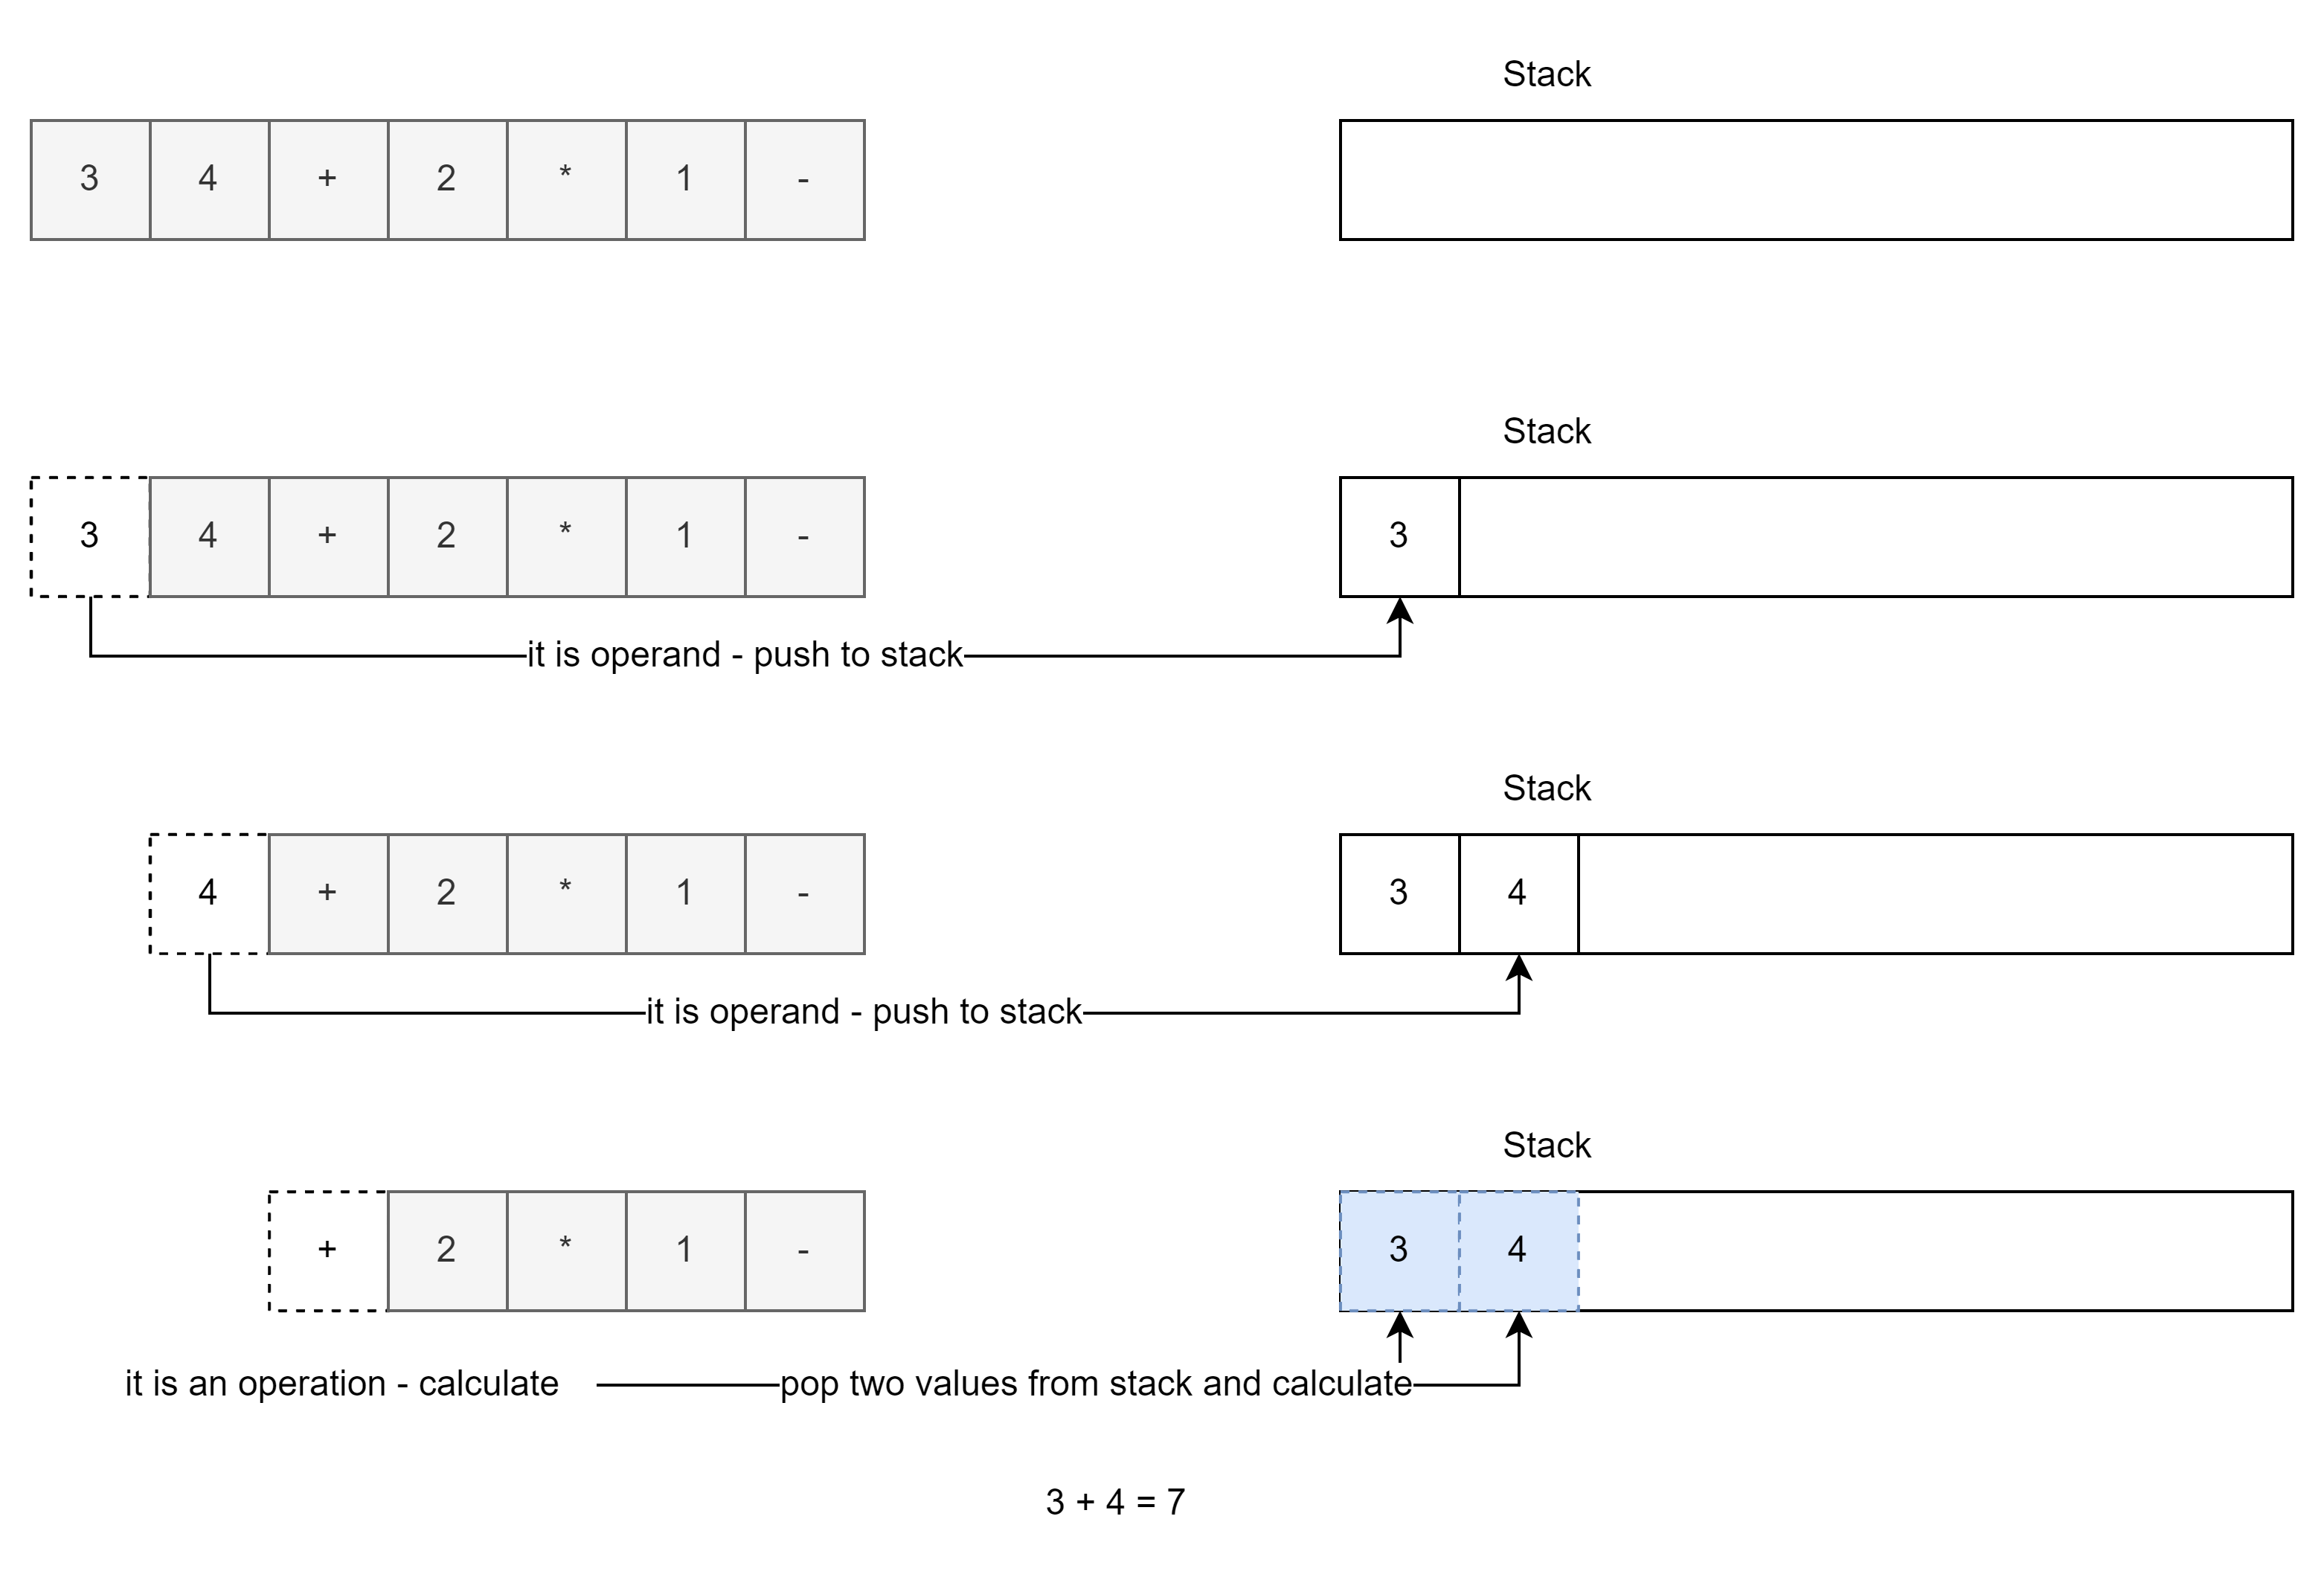 Stack
3 4 + 2 * 1 -
Stack
3 4 + 2 * 1 - 3
it is operand - push to stack
Stack
4 + 2 * 1 - 3 4
it is operand - push to stack
Stack
+ 2 * 1 - 3 4
it is an operation - calculate pop two values from stack and calculate
3 + 4 = 7